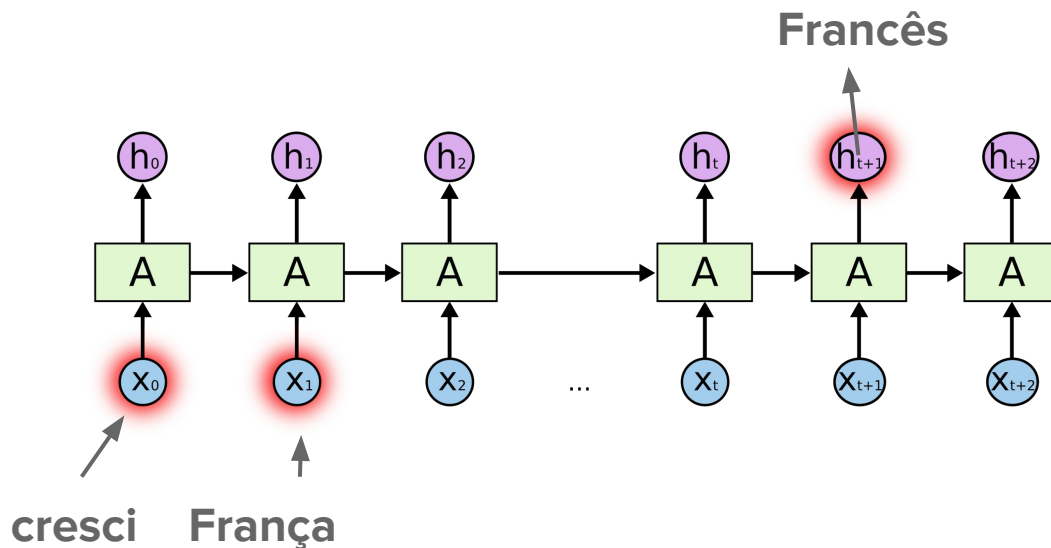 Francês
h0 h1 h2 ht ht+1 ht+2
A A A A A A
x0 x1 x2 ... xt xt+1 xt+2
cresci França